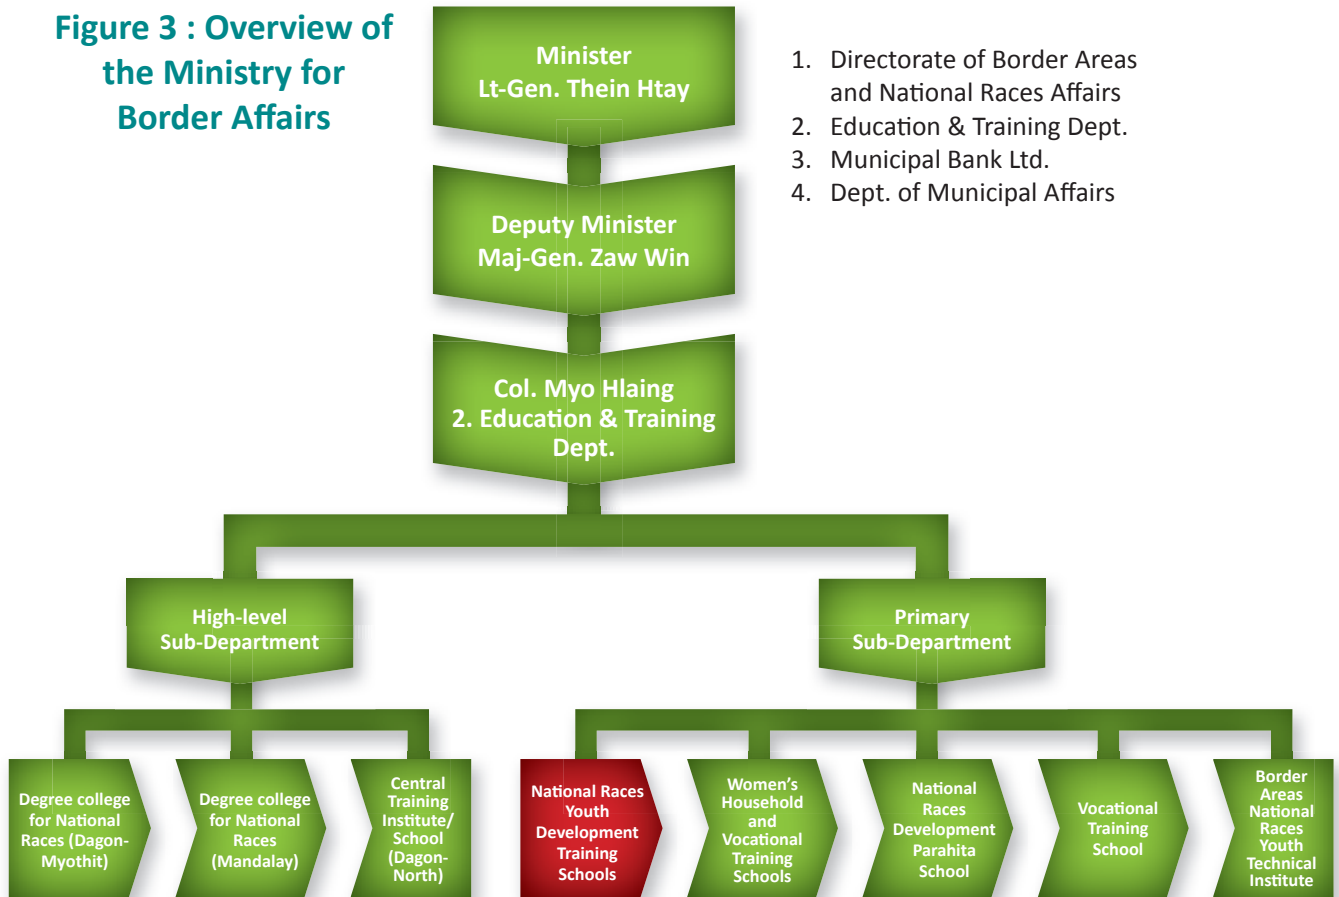 Figure 3 : Overview of
the Ministry for
Border Affairs
Minister
Lt-Gen. Thein Htay
1. Directorate of Border Areas
and National Races Affairs
2. Education & Training Dept.
3. Municipal Bank Ltd.
4. Dept. of Municipal Affairs
Deputy Minister
Maj-Gen. Zaw Win
Col. Myo Hlaing
2. Education & Training
Dept.
High-level
Sub-Department
Primary
Sub-Department
Degree college
for National
Races (Dagon-
Myothit)
Degree college
for National
Races
(Mandalay)
Central
Training
Institute/
School
(Dagon-
North)
National Races
Youth
Development
Training
Schools
Women's
Household
and
Vocational
Training
Schools
National
Races
Development
Parahita
School
Vocational
Training
School
Border
Areas
National
Races
Youth
Technical
Institute